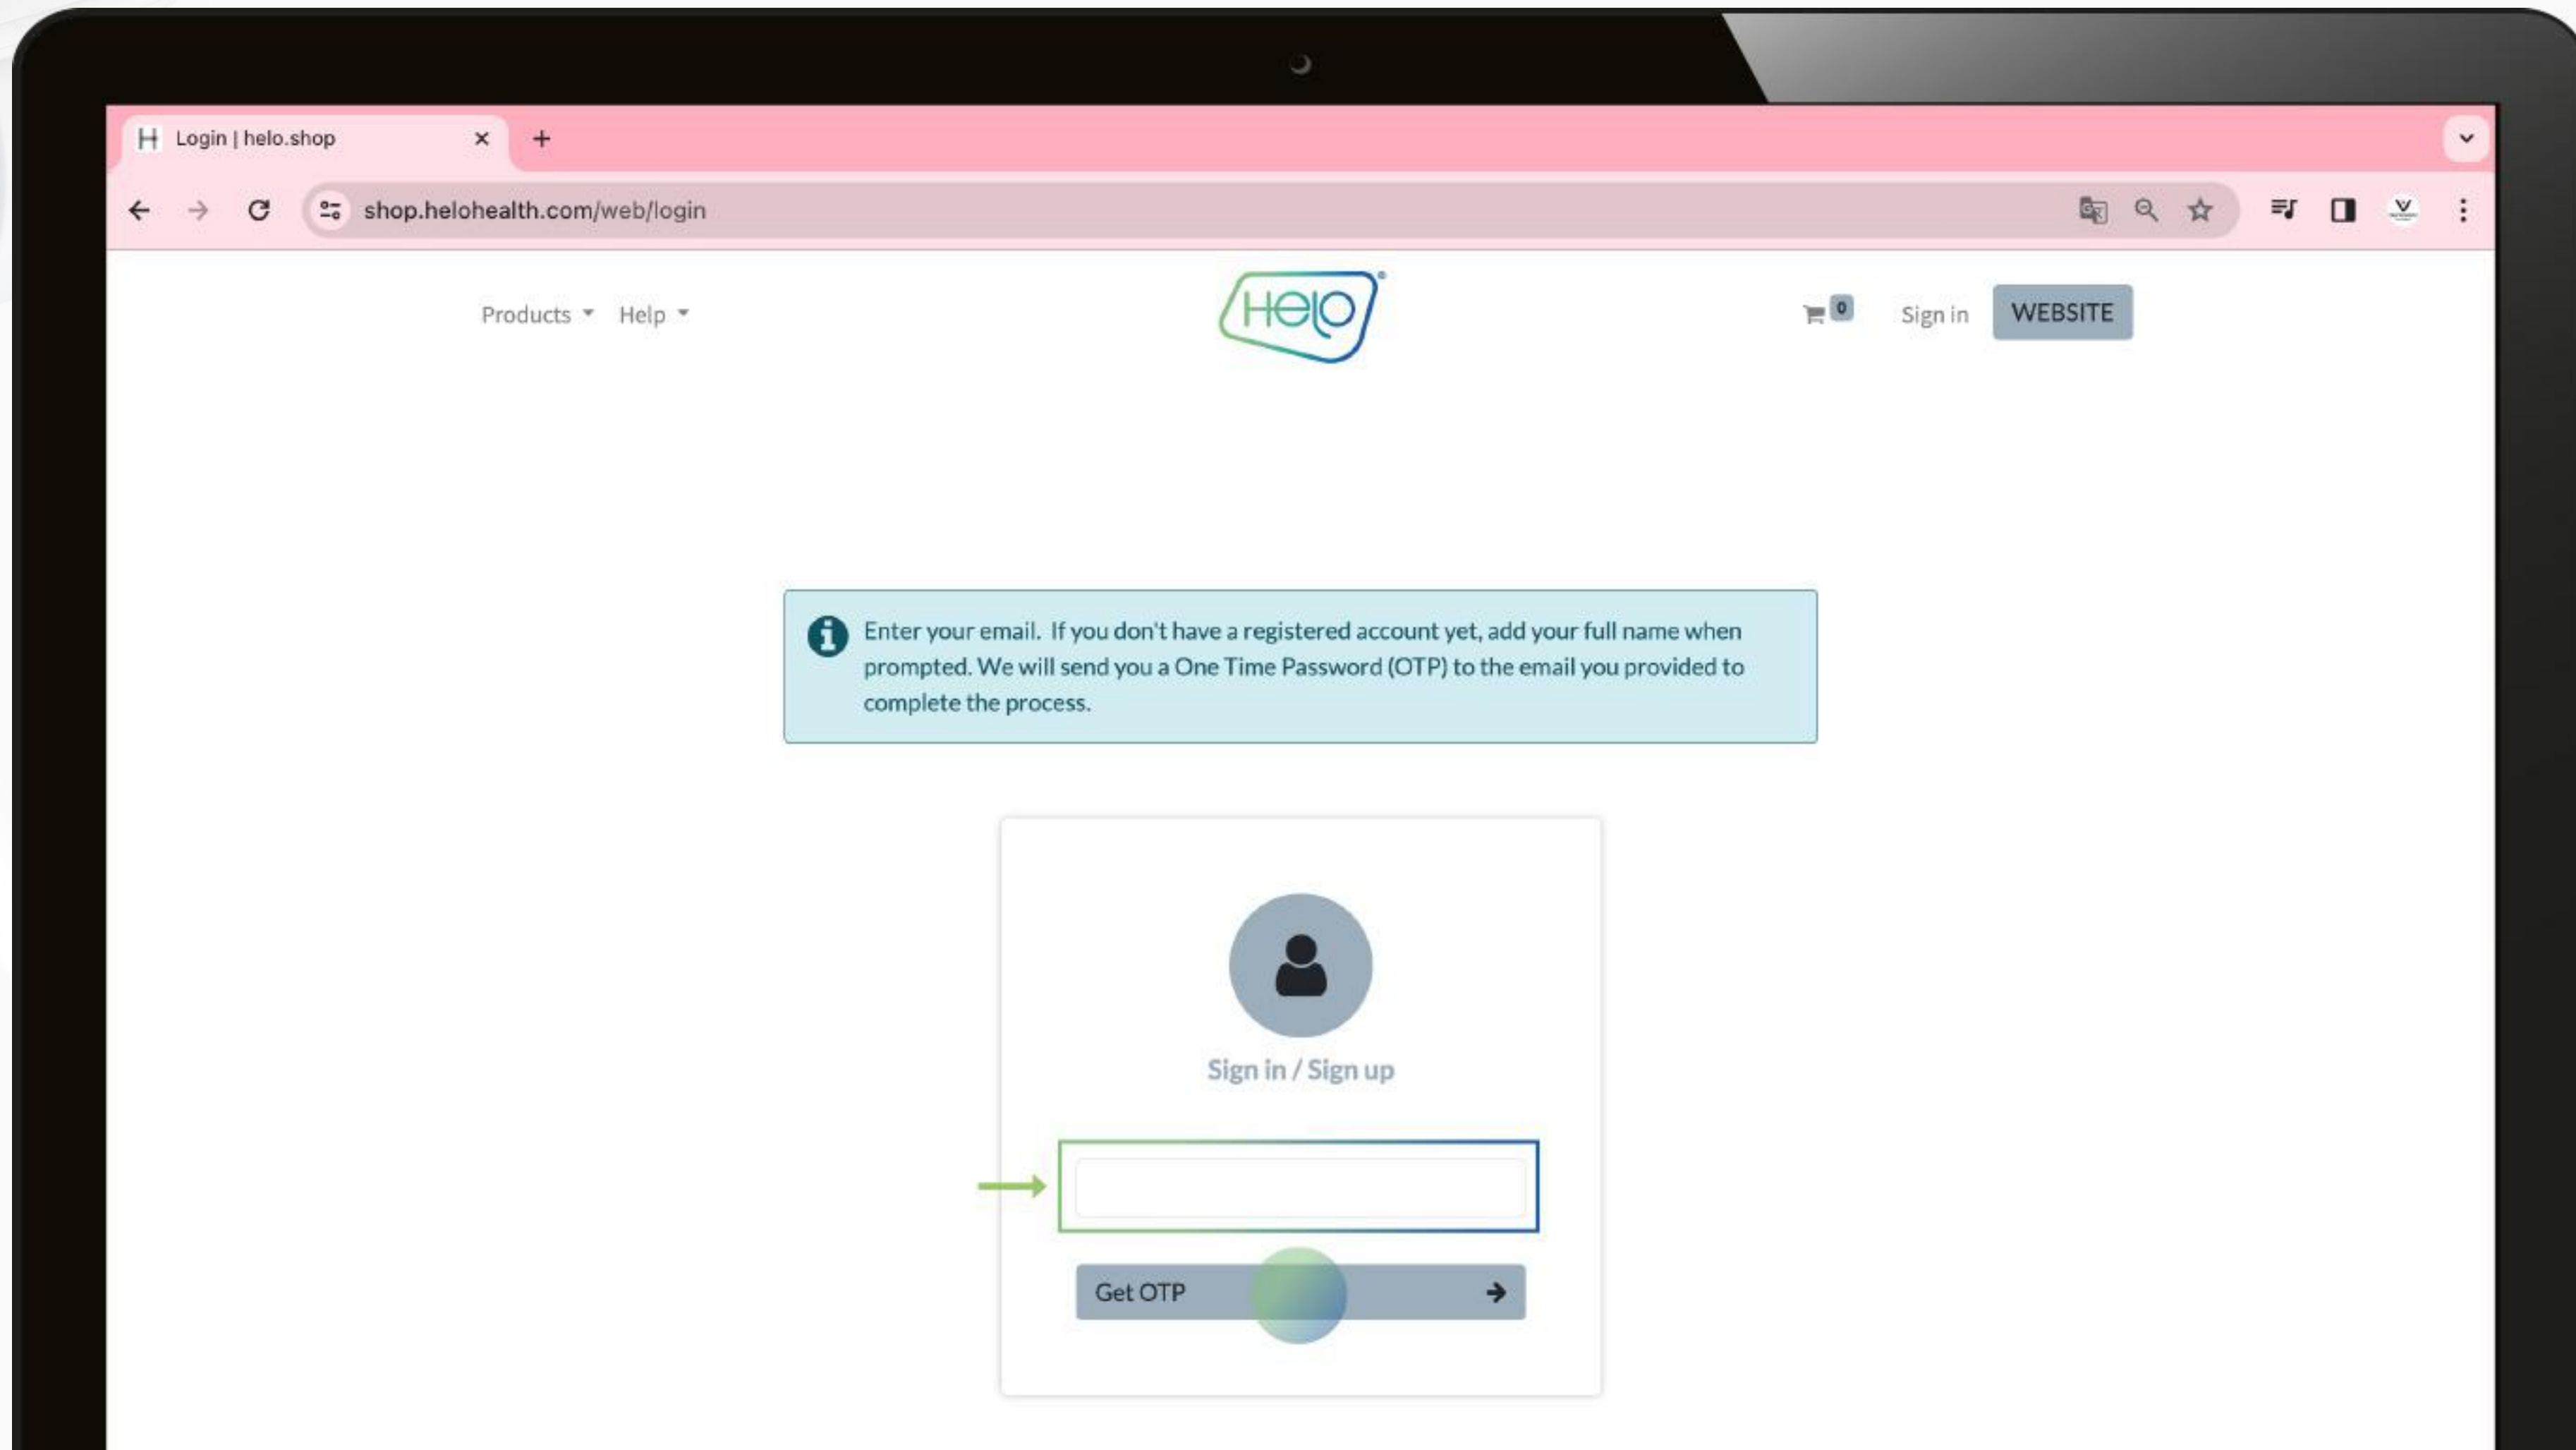 Login | helo.shop
shop.helohealth.com/web/login
Products Help
Helo®
0 Sign in WEBSITE
Enter your email. If you don't have a registered account yet, add your full name when
prompted. We will send you a One Time Password (OTP) to the email you provided to
complete the process.
Sign in / Sign up
Get OTP